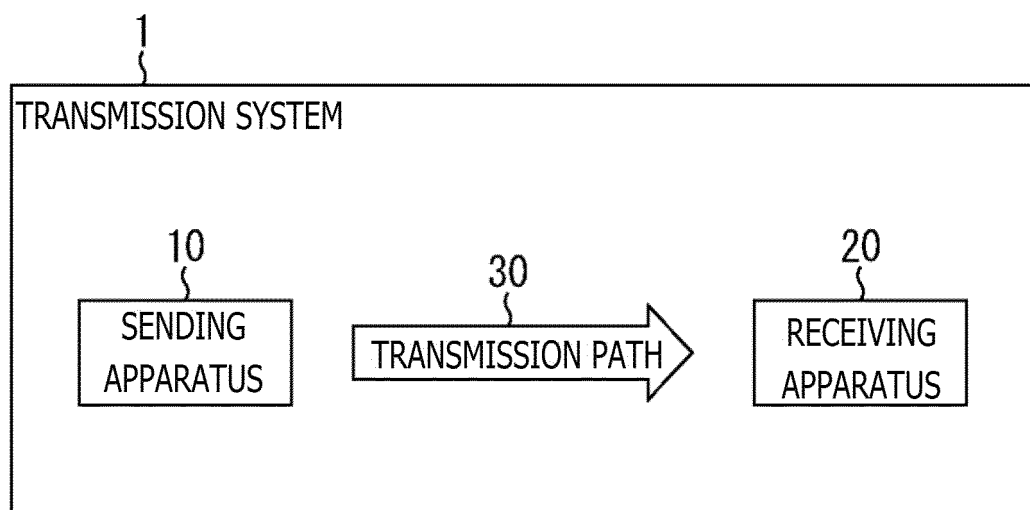 1
TRANSMISSION SYSTEM
10
SENDING
APPARATUS
30
TRANSMISSION PATH
20
RECEIVING
APPARATUS